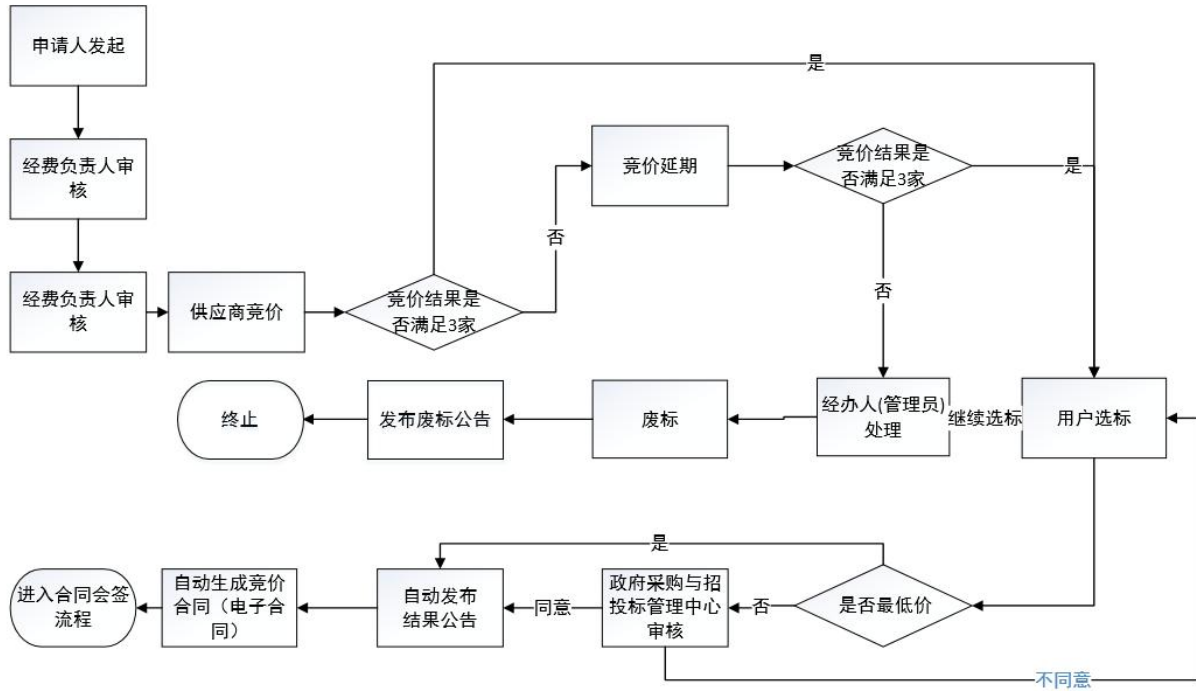 申请人发起
是
经费负责人审
核
竞价延期
竞价结果是
否满足3家
是
否
经费负责人审
核
供应商竞价
竞价结果是
否满足3家
否
终止
发布废标公告
废标
经办人(管理员)
处理
继续选标
用户选标
是
进入合同会签
流程
自动生成竞价
合同（电子合
同）
自动发布
结果公告
同意
政府采购与招
投标管理中心
审核
否
是否最低价
不同意